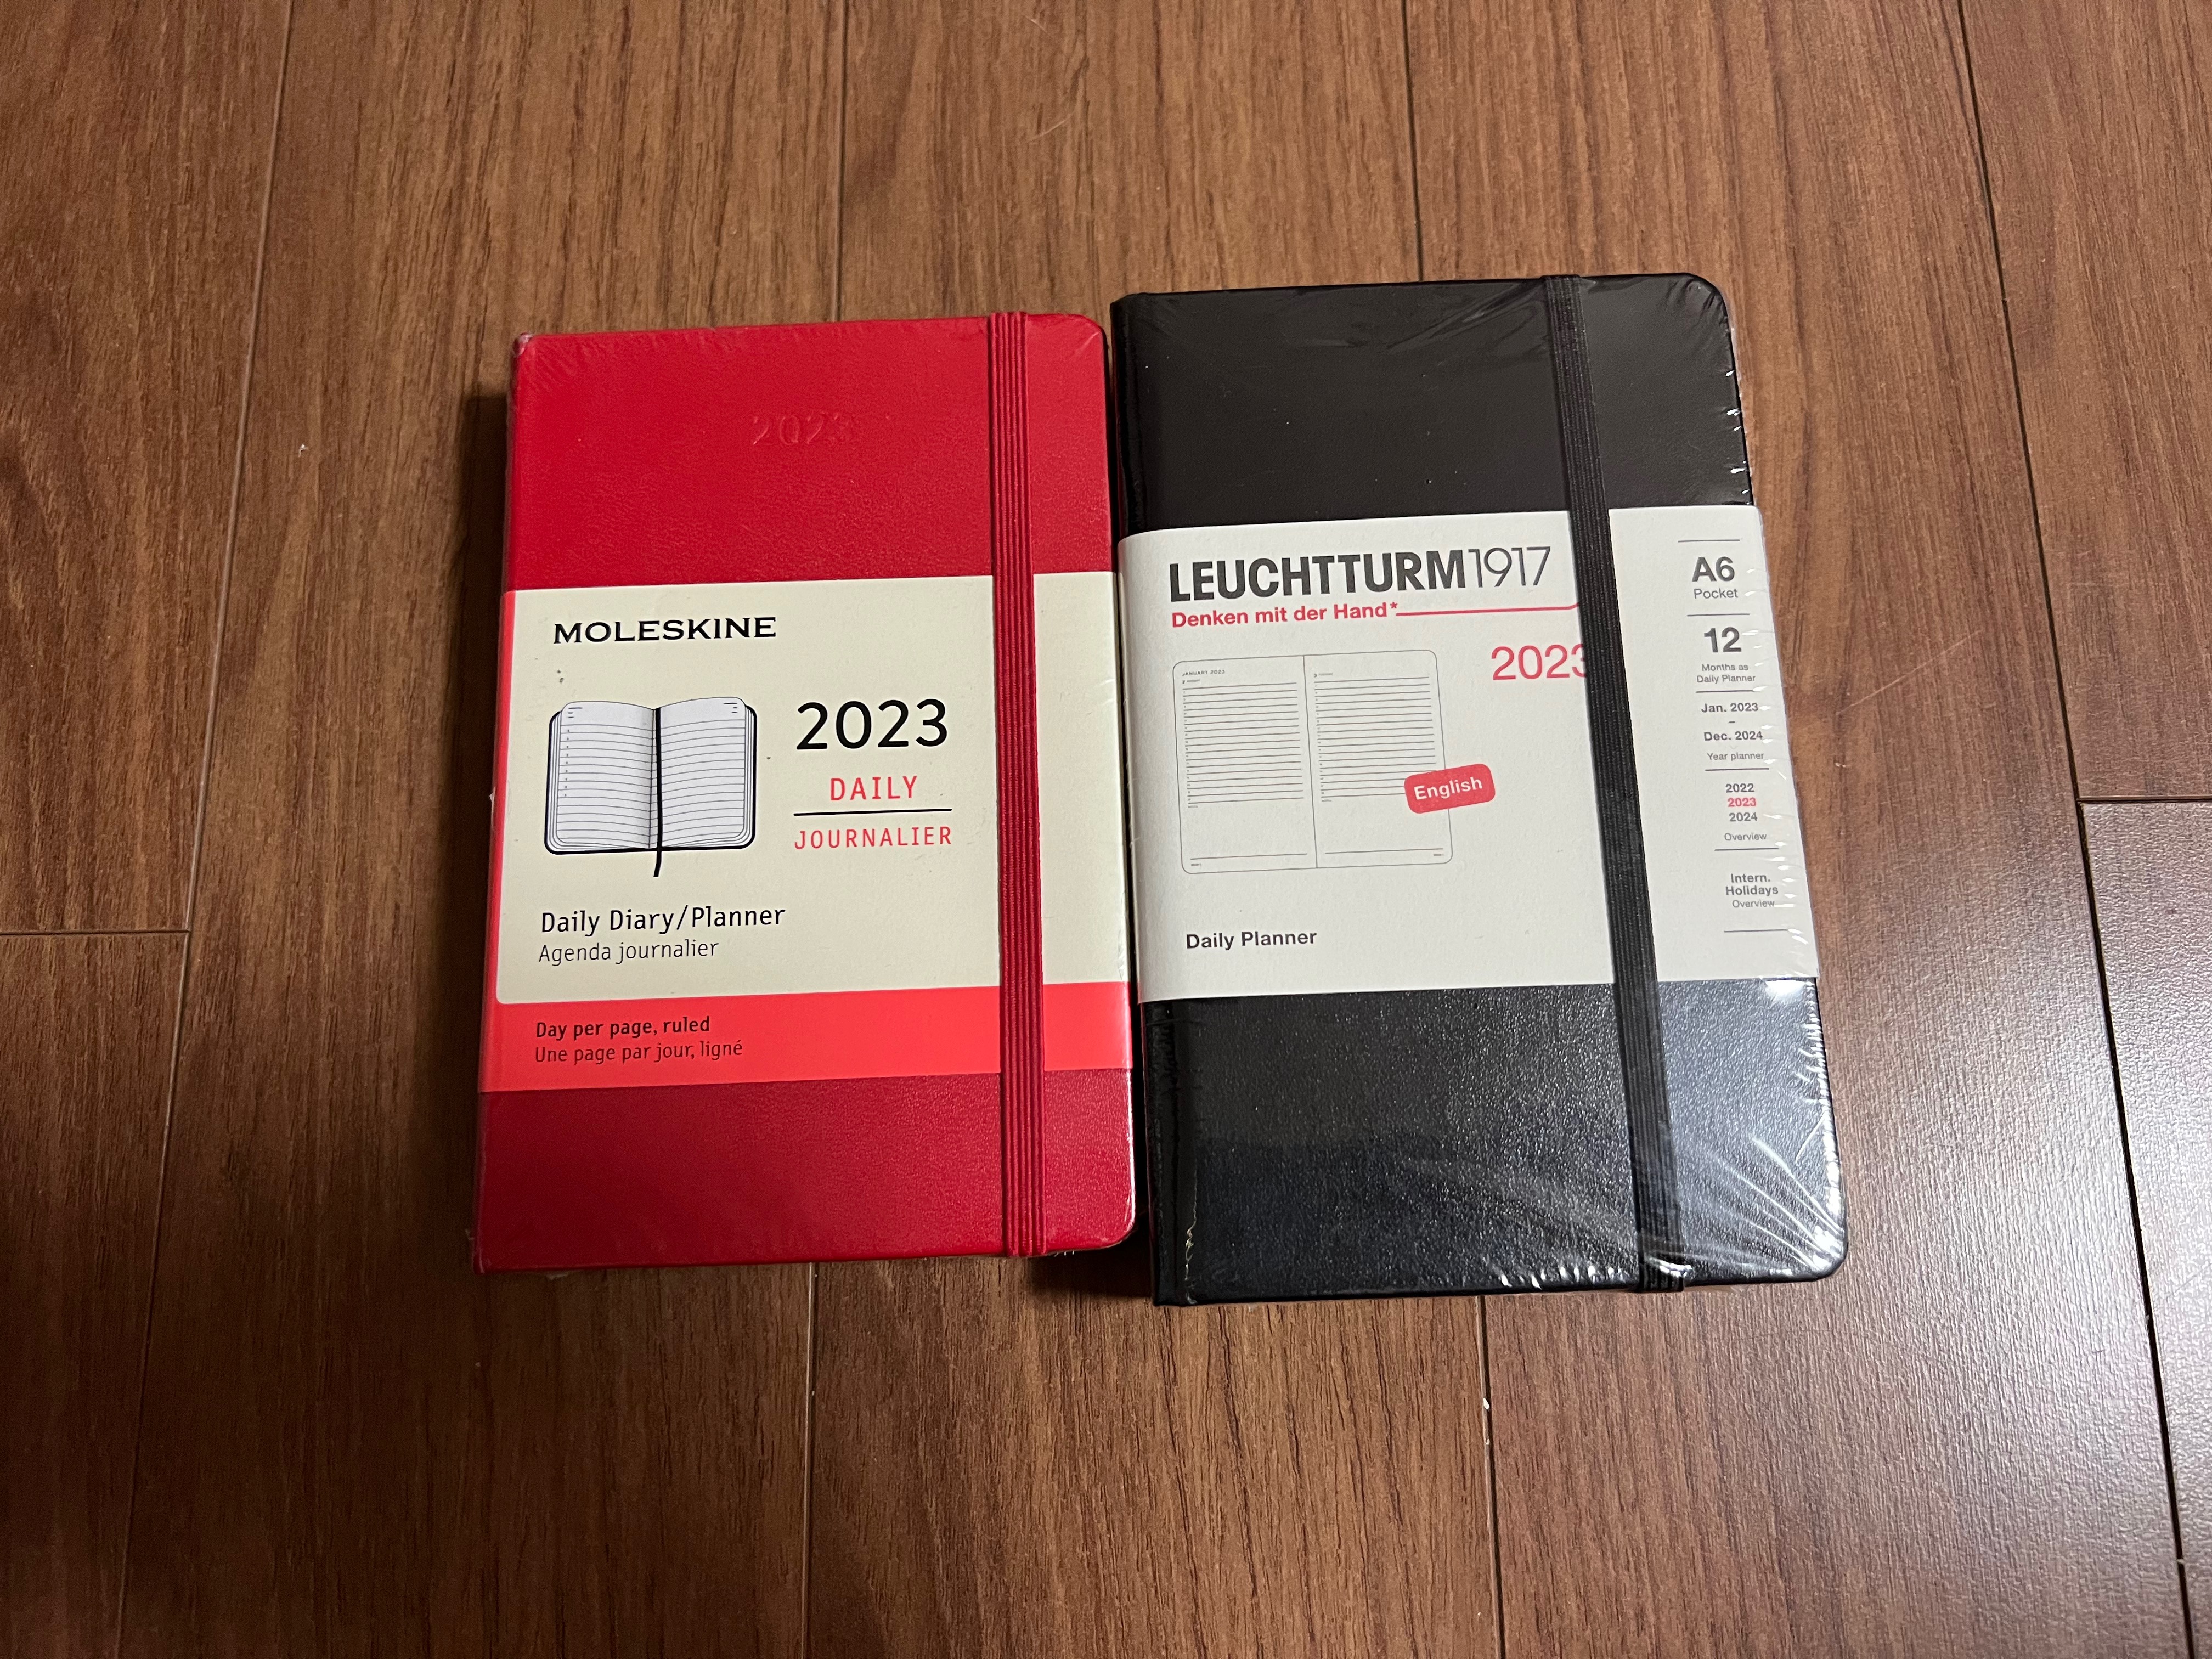 2023
MOLESKINE
2023
DAILY
JOURNALIER
Daily Diary/Planner
Agenda journalier
Day per page, ruled
Une page par jour, ligné
LEUCHTTURM1917
Denken mit der Hand*
2023
JANUARY 2023
English
Daily Planner
A6
Pocket
12
Months as
Daily Planner
Jan. 2023
–
Dec. 2024
Year planner
2022
2023
2024
Overview
Intern.
Holidays
Overview